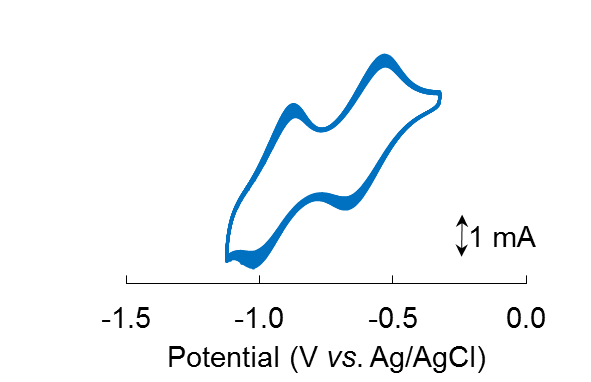 1 mA
-1.5 -1.0 -0.5 0.0
Potential (V vs. Ag/AgCl)